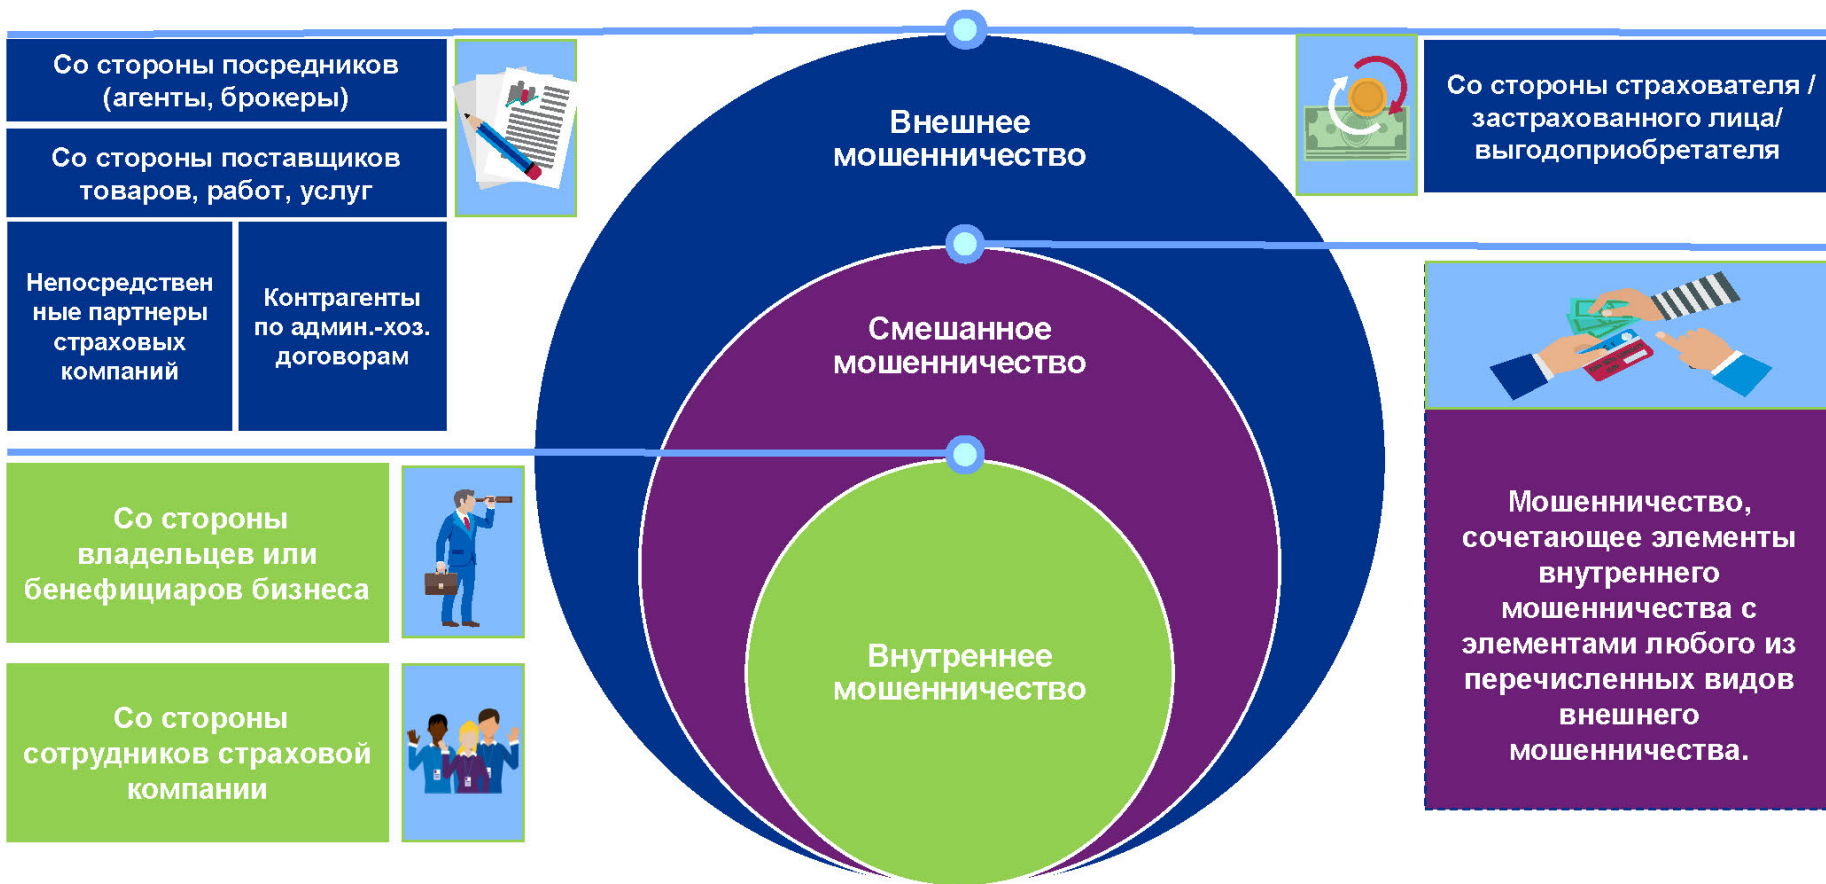 Со стороны посредников
(агенты, брокеры)
Со стороны поставщиков
товаров, работ, услуг
Непосредствен
ные партнеры
страховых
компаний
Контрагенты
по админ.-хоз.
договорам
Со стороны
владельцев или
бенефициаров бизнеса
Со стороны
сотрудников страховой
компании
Внешнее
мошенничество
Смешанное
мошенничество
Внутреннее
мошенничество
Со стороны страхователя /
застрахованного лица/
выгодоприобретателя
Мошенничество,
сочетающее элементы
внутреннего
мошенничества с
элементами любого из
перечисленных видов
внешнего
мошенничества.